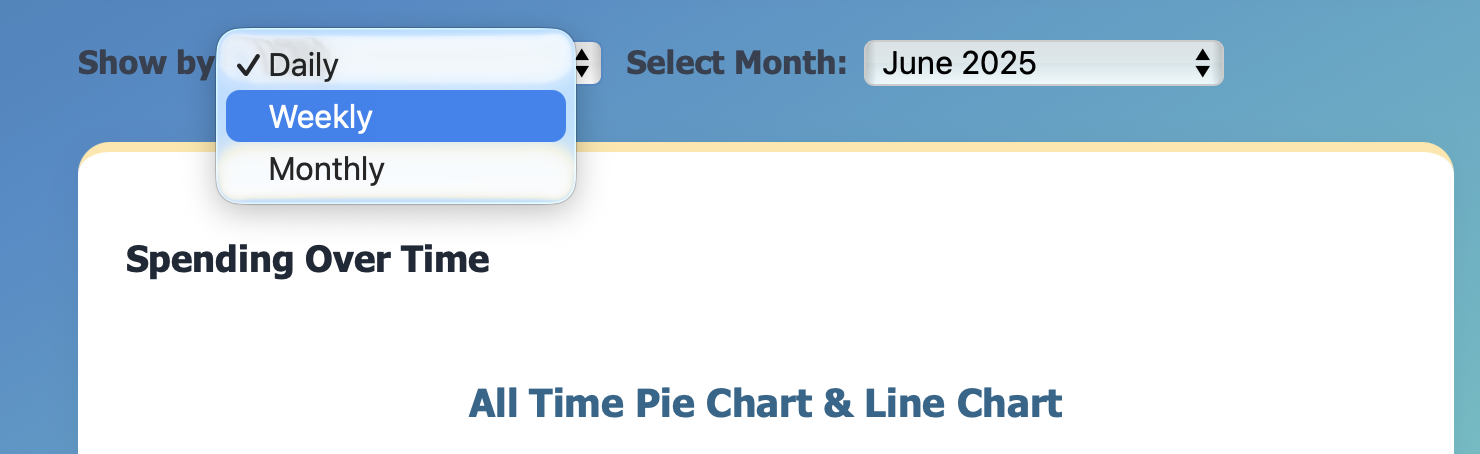 Show by
✓ Daily
Weekly
Monthly
Select Month:
June 2025
Spending Over Time
All Time Pie Chart & Line Chart